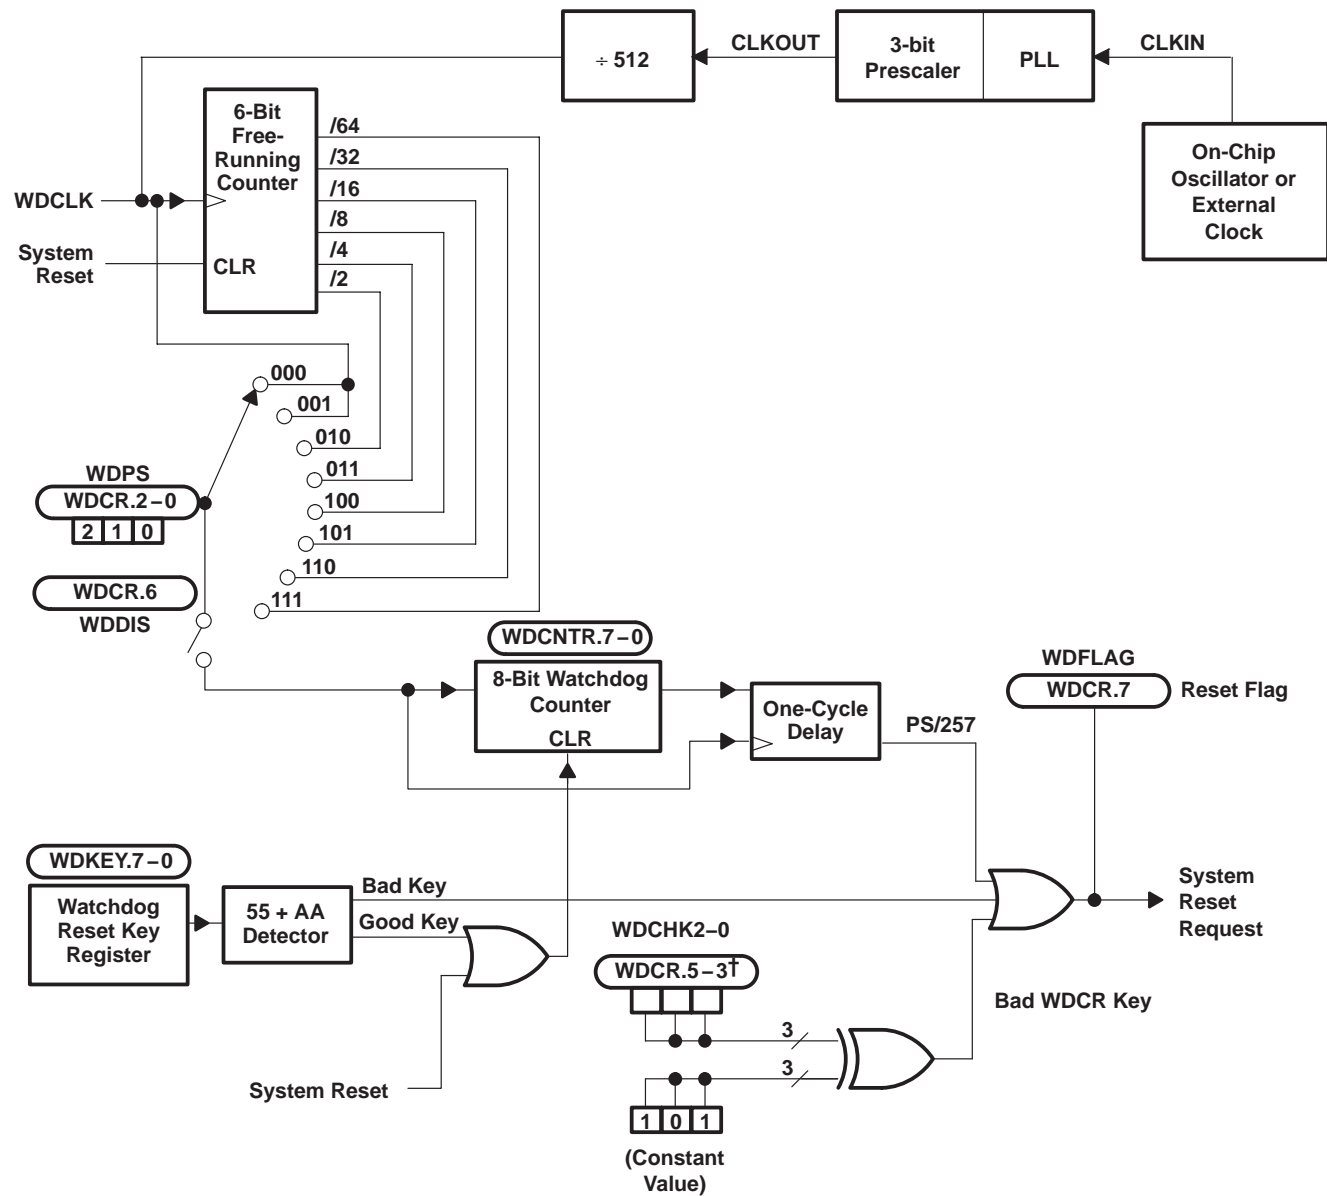 ÷ 512
CLKOUT
3-bit
Prescaler
PLL
CLKIN
On-Chip
Oscillator or
External
Clock
6-Bit
Free-
Running
Counter
CLR
/64
/32
/16
/8
/4
/2
WDCLK
System
Reset
000
001
010
011
100
101
110
111
WDPS
WDCR.2–0
2 1 0
WDCR.6
WDDIS
WDCNTR.7–0
8-Bit Watchdog
Counter
CLR
One-Cycle
Delay
PS/257
WDFLAG
WDCR.7
Reset Flag
WDKEY.7–0
Watchdog
Reset Key
Register
55 + AA
Detector
Bad Key
Good Key
System Reset
WDCHK2–0
WDCR.5–3†
3
3
1 0 1
(Constant
Value)
Bad WDCR Key
System
Reset
Request